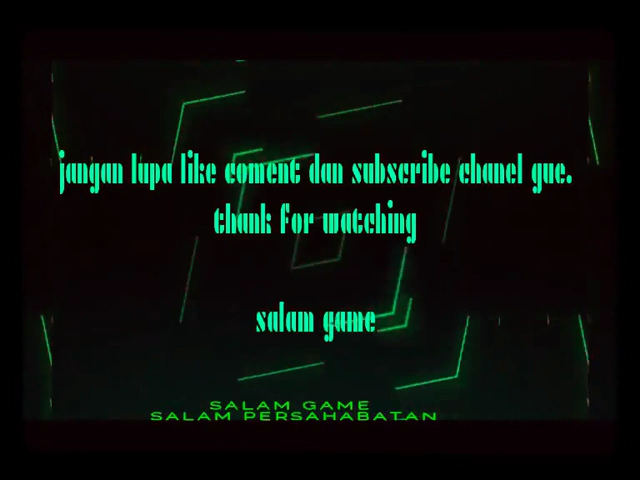 jangan lupa like coment dan subscribe chanel gue.
thank for watching
salam game
SALAM GAME
SALAM PERSAHABATAN